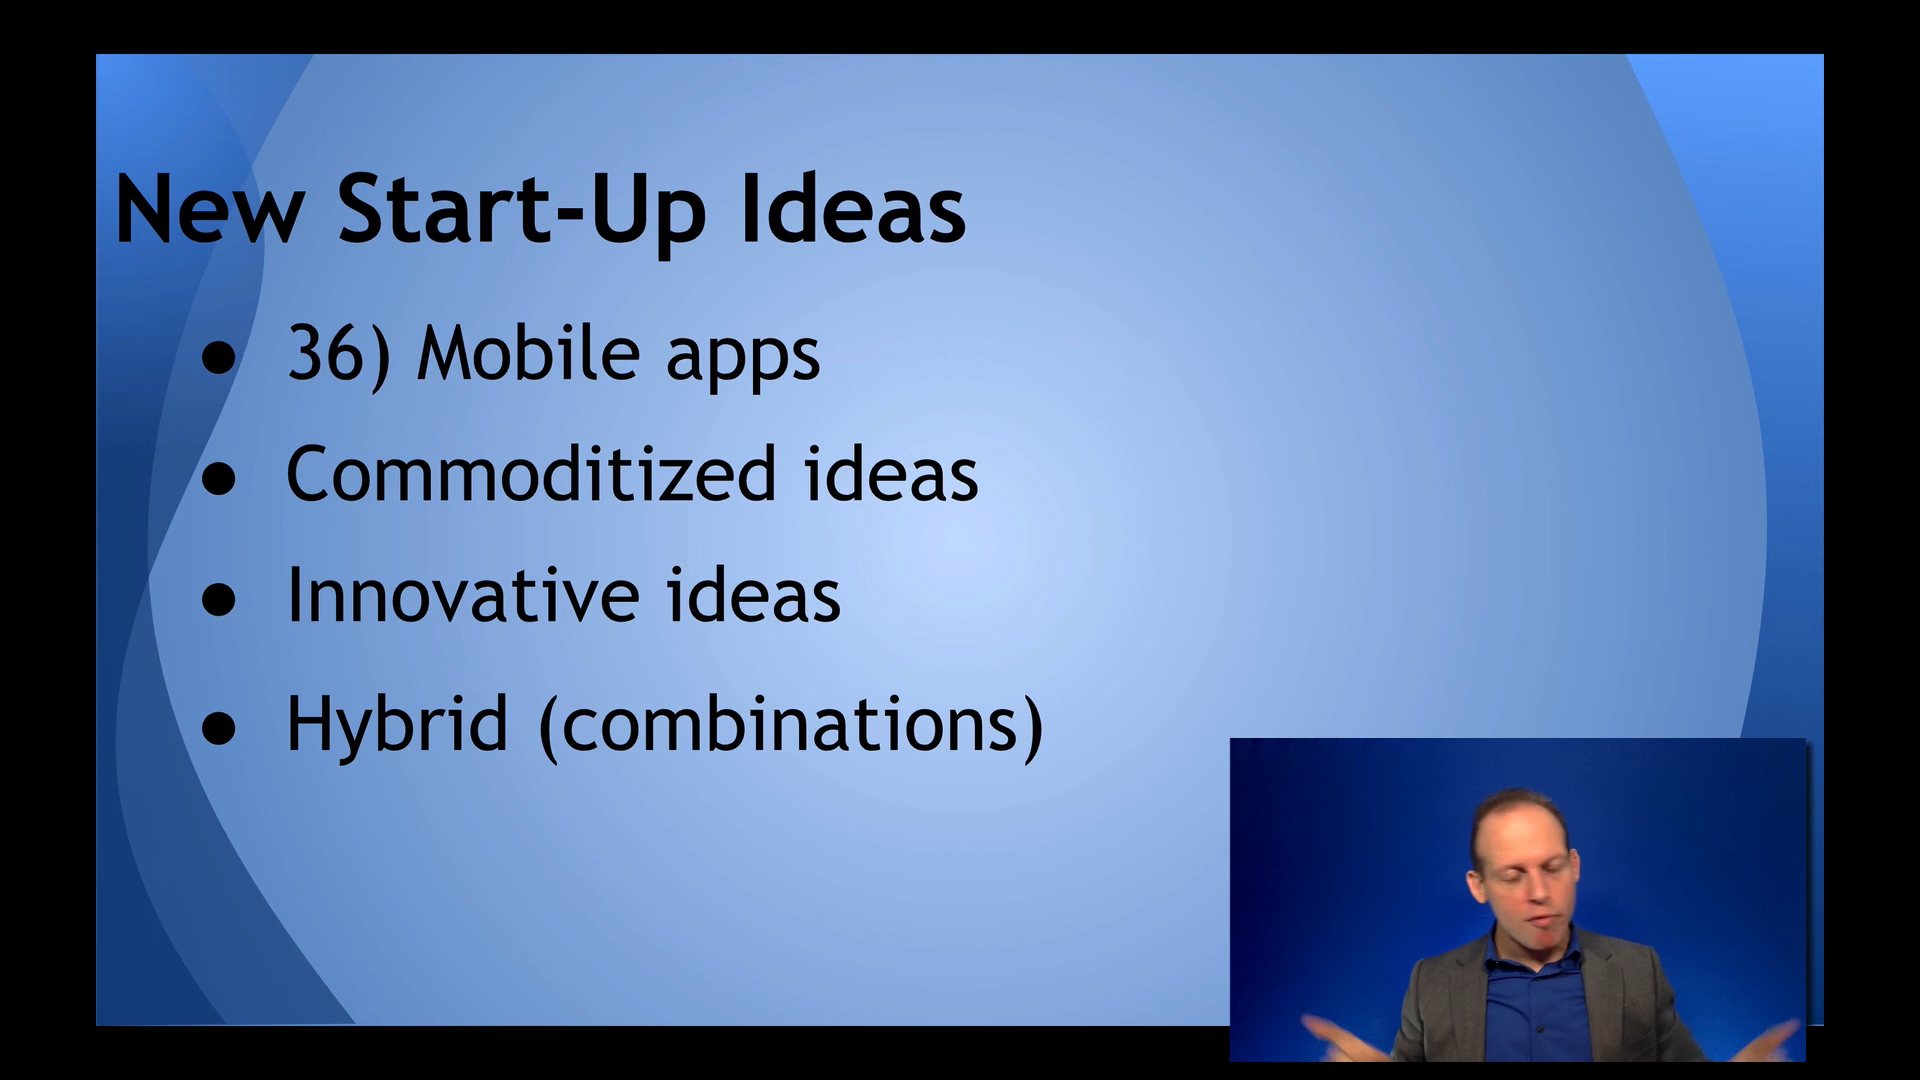 New Start-Up Ideas
● 36) Mobile apps
● Commoditized ideas
● Innovative ideas
● Hybrid (combinations)